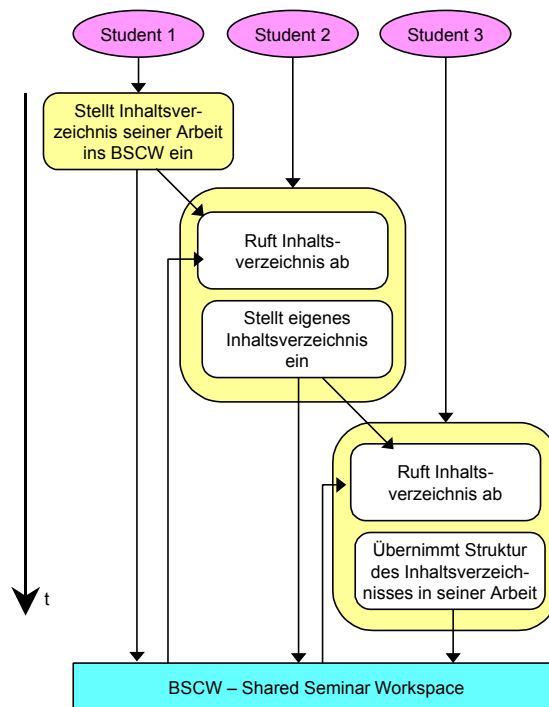 Student 1
Student 2
Student 3
Stellt Inhaltsver-
zeichnis seiner Arbeit
ins BSCW ein
Ruft Inhalts-
verzeichnis ab
Stellt eigenes
Inhaltsverzeichnis
ein
Ruft Inhalts-
verzeichnis ab
Übernimmt Struktur
des Inhaltsverzeich-
nisses in seiner Arbeit
t
BSCW – Shared Seminar Workspace